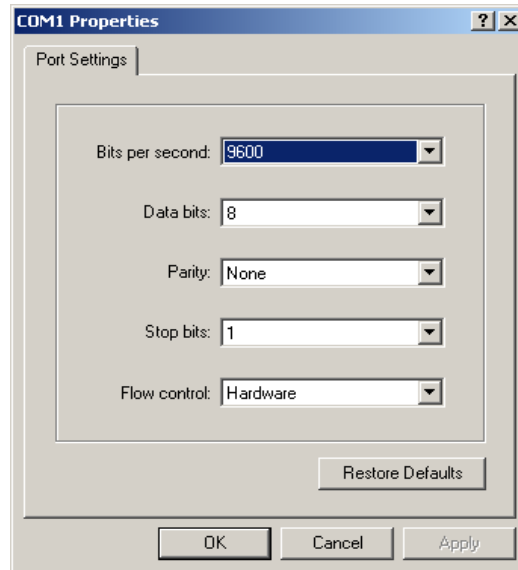 COM1 Properties
Port Settings
Bits per second: 9600
Data bits: 8
Parity: None
Stop bits: 1
Flow control: Hardware
Restore Defaults
OK Cancel Apply